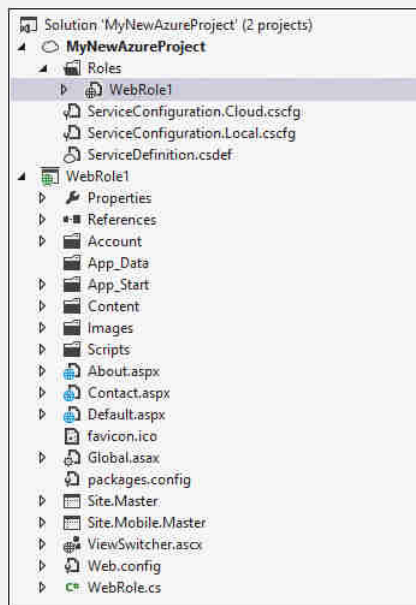 Solution 'MyNewAzureProject' (2 projects)
MyNewAzureProject
Roles
WebRole1
ServiceConfiguration.Cloud.cscfg
ServiceConfiguration.Local.cscfg
ServiceDefinition.csdef
WebRole1
Properties
References
Account
App_Data
App_Start
Content
Images
Scripts
About.aspx
Contact.aspx
Default.aspx
favicon.ico
Global.asax
packages.config
Site.Master
Site.Mobile.Master
ViewSwitcher.ascx
Web.config
C# WebRole.cs